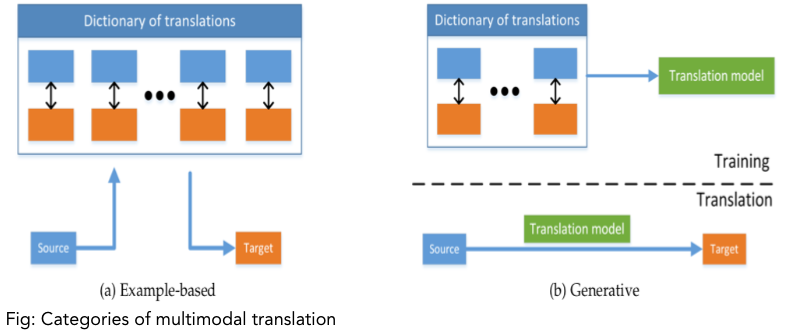 Dictionary of translations
Source
Target
(a) Example-based
Dictionary of translations
Translation model
Training
Translation
Translation model
Source
Target
(b) Generative
Fig: Categories of multimodal translation